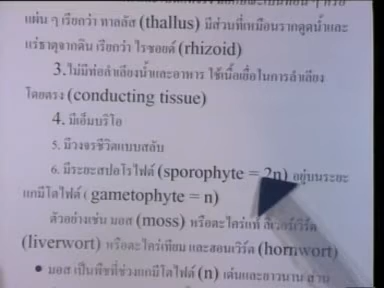 แผ่น ๆ เรียกว่า ทาลลัส (thallus) มีส่วนที่เหมือนรากดูดน้ำและ
แร่ธาตุจากดิน เรียกว่า ไรซอยด์ (rhizoid)
3.ไม่มีท่อลำเลียงน้ำและอาหาร ใช้เนื้อเยื่อในการลำเลียง
โดยตรง (conducting tissue)
4. มีเอ็มบริโอ
5. มีวงจรชีวิตแบบสลับ
6. มีระยะสปอโรไฟต์ (sporophyte = 2n) อยู่บนระยะ
แกมีโตไฟต์ ( gametophyte = n)
ตัวอย่างเช่น มอส (moss) หรือตะไคร่แท้ ลิเวอร์เวิร์ต
(liverwort) หรือตะไคร่เทียม และฮอนเวิร์ต (hornwort)
• มอส เป็นพืชที่ช่วงแกมีโตไฟต์ (n) เด่นและยาวนาน ส่วน